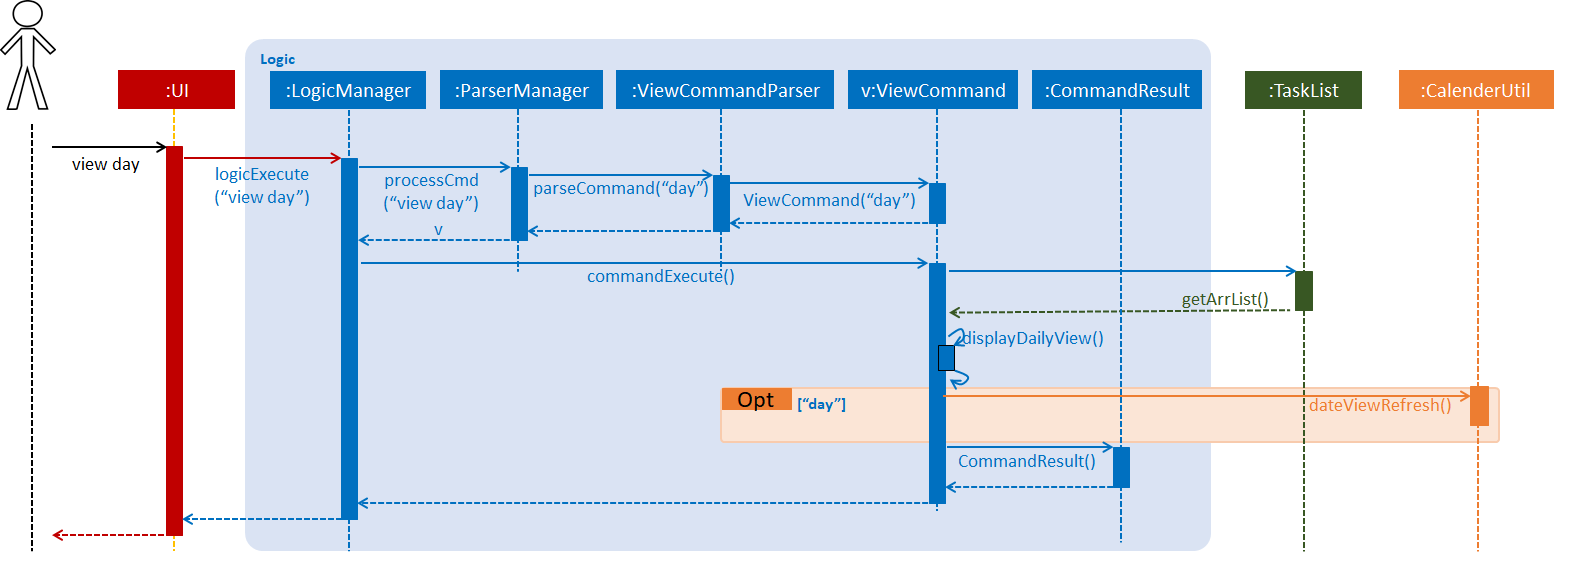 Logic
:UI
:LogicManager
:ParserManager
:ViewCommandParser
v:ViewCommand
:CommandResult
:TaskList
:CalenderUtil
view day
logicExecute
(“view day”)
processCmd
(“view day”)
v
parseCommand(“day”)
ViewCommand(“day”)
commandExecute()
getArrList()
displayDailyView()
Opt
[“day”]
dateViewRefresh()
CommandResult()